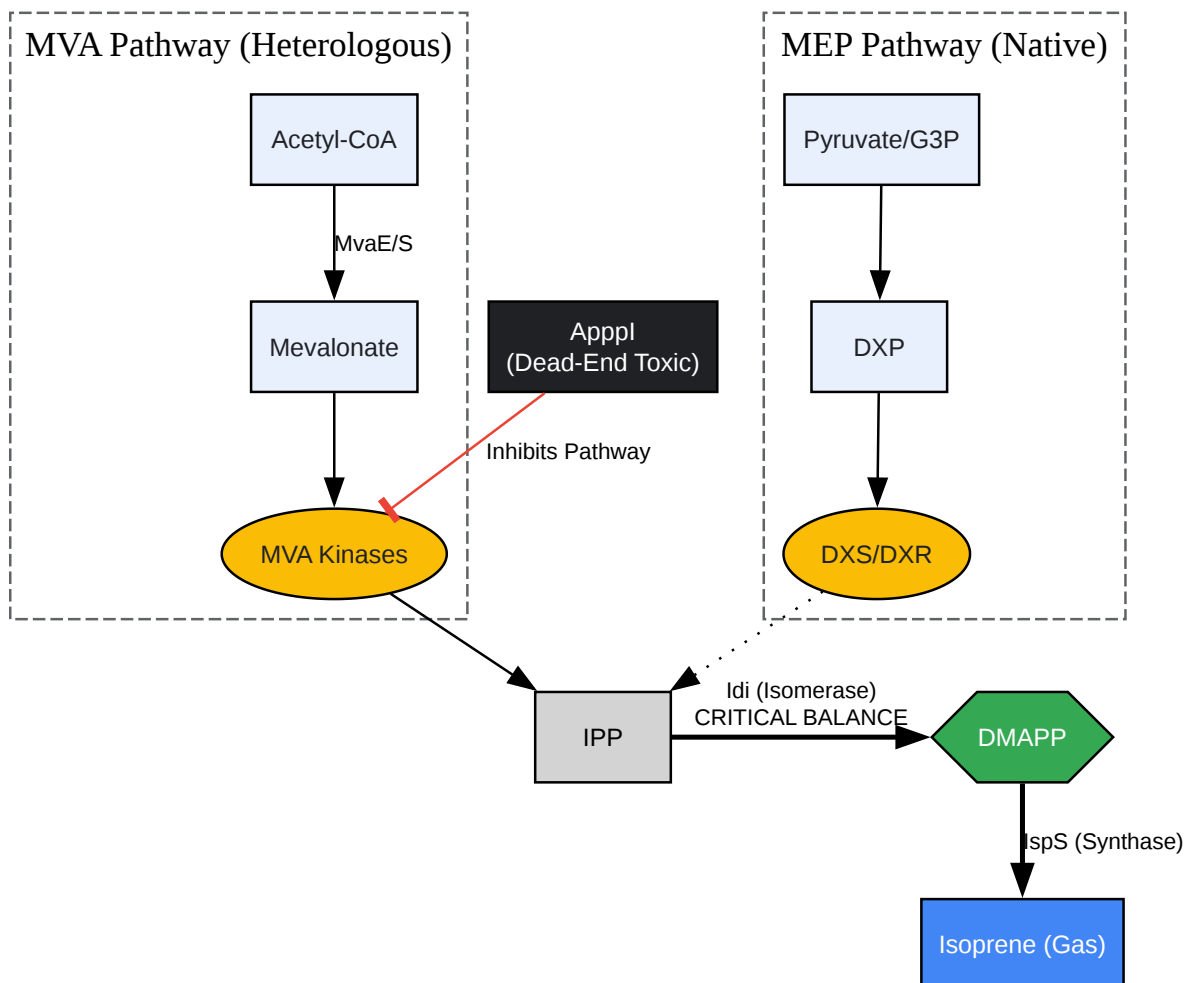 MVA Pathway (Heterologous)
MEP Pathway (Native)
Acetyl-CoA
Pyruvate/G3P
MvaE/S
Mevalonate
ApppI
(Dead-End Toxic)
DXP
Inhibits Pathway
MVA Kinases
DXS/DXR
Idi (Isomerase)
CRITICAL BALANCE
IPP
DMAPP
IspS (Synthase)
Isoprene (Gas)